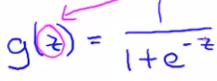 g(z) = 1 / (1 + e^-z)